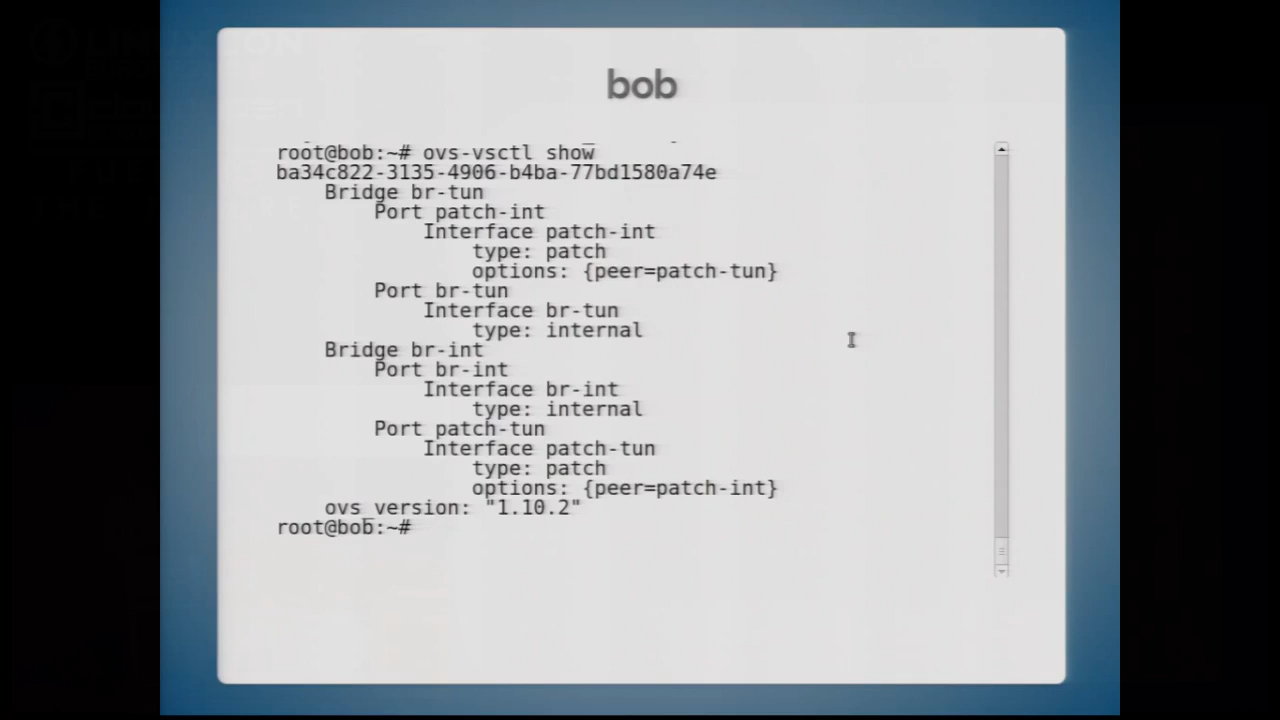 bob
root@bob:~# ovs-vsctl show
ba34c822-3135-4906-b4ba-77bd1580a74e
Bridge br-tun
Port patch-int
Interface patch-int
type: patch
options: {peer=patch-tun}
Port br-tun
Interface br-tun
type: internal
Bridge br-int
Port br-int
Interface br-int
type: internal
Port patch-tun
Interface patch-tun
type: patch
options: {peer=patch-int}
ovs_version: "1.10.2"
root@bob:~#